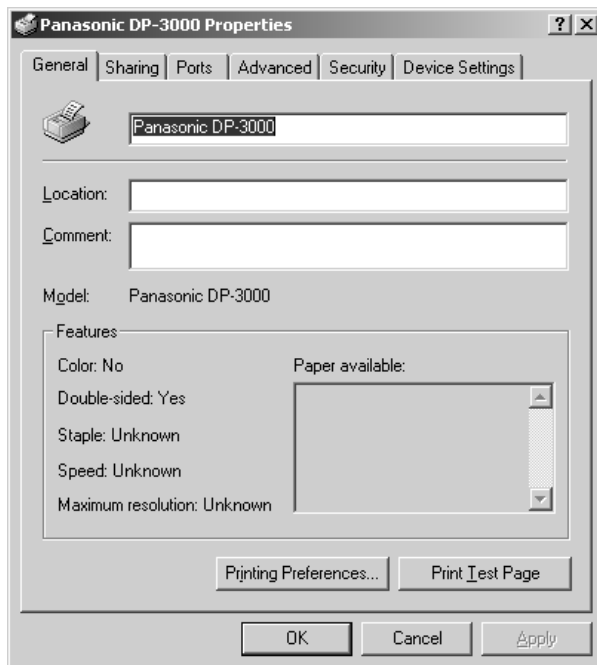 Panasonic DP-3000 Properties
General Sharing Ports Advanced Security Device Settings
Panasonic DP-3000
Location:
Comment:
Model: Panasonic DP-3000
Features
Color: No Paper available:
Double-sided: Yes
Staple: Unknown
Speed: Unknown
Maximum resolution: Unknown
Printing Preferences... Print Test Page
OK Cancel Apply